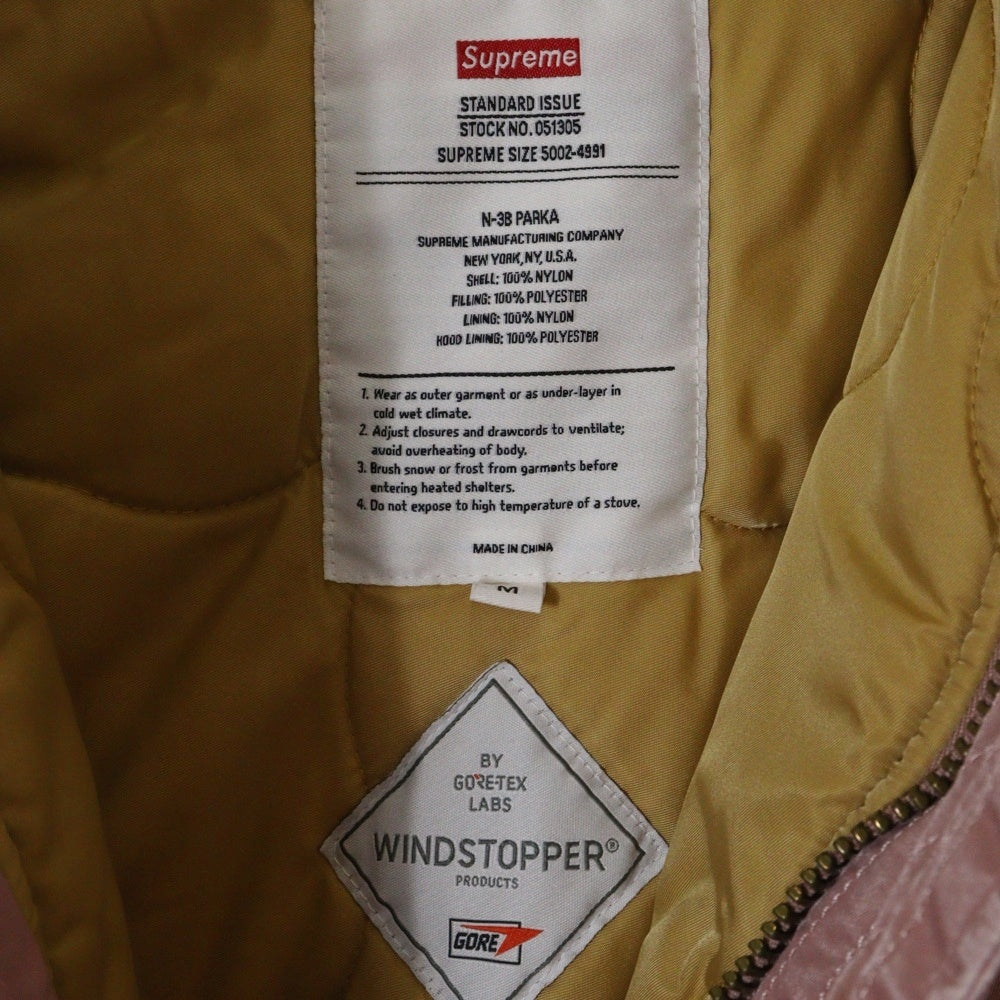 Supreme
STANDARD ISSUE
STOCK NO. 051305
SUPREME SIZE 5002-4991
N-3B PARKA
SUPREME MANUFACTURING COMPANY
NEW YORK, NY, U.S.A.
SHELL: 100% NYLON
FILLING: 100% POLYESTER
LINING: 100% NYLON
HOOD LINING: 100% POLYESTER
1. Wear as outer garment or as under-layer in
cold wet climate.
2. Adjust closures and drawcords to ventilate;
avoid overheating of body.
3. Brush snow or frost from garments before
entering heated shelters.
4. Do not expose to high temperature of a stove.
MADE IN CHINA
M
BY
GORE-TEX
LABS
WINDSTOPPER®
PRODUCTS
GORE